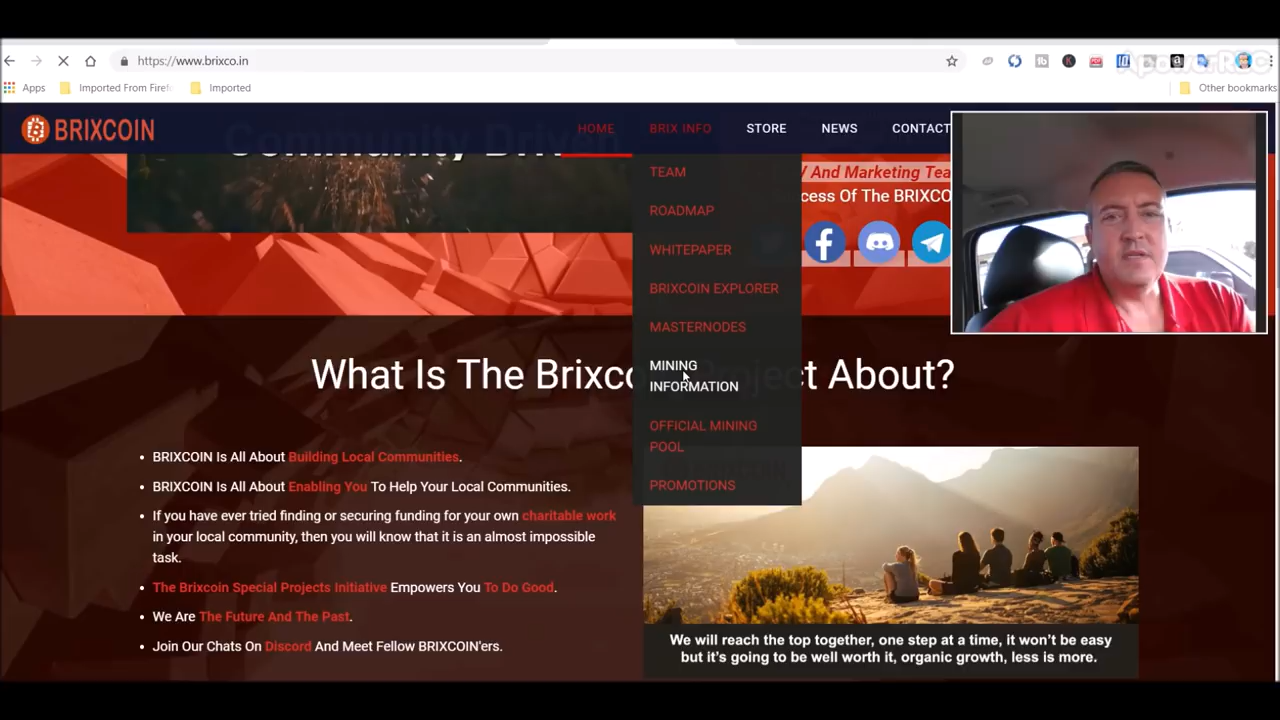 ApowerREC
https://www.brixco.in
Apps
Imported From Firef
Imported
Other bookmarks
BRIXCOIN
HOME
BRIX INFO
STORE
NEWS
CONTACT
Community Driven
TEAM
ROADMAP
WHITEPAPER
BRIXCOIN EXPLORER
MASTERNODES
MINING
INFORMATION
OFFICIAL MINING
POOL
PROMOTIONS
And Marketing Tea
cess Of The BRIXCO
What Is The Brixco ject About?
• BRIXCOIN Is All About Building Local Communities.
• BRIXCOIN Is All About Enabling You To Help Your Local Communities.
• If you have ever tried finding or securing funding for your own charitable work
in your local community, then you will know that it is an almost impossible
task.
• The Brixcoin Special Projects Initiative Empowers You To Do Good.
• We Are The Future And The Past.
• Join Our Chats On Discord And Meet Fellow BRIXCOIN'ers.
We will reach the top together, one step at a time, it won't be easy
but it's going to be well worth it, organic growth, less is more.